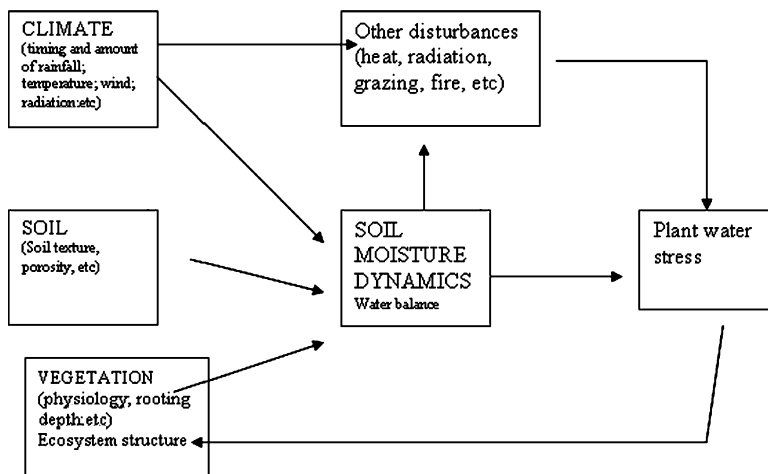 CLIMATE
(timing and amount
of rainfall;
temperature; wind;
radiation:etc)
Other disturbances
(heat, radiation,
grazing, fire, etc)
SOIL
(Soil texture,
porosity, etc)
SOIL
MOISTURE
DYNAMICS
Water balance
Plant water
stress
VEGETATION
(physiology; rooting
depth:etc)
Ecosystem structure